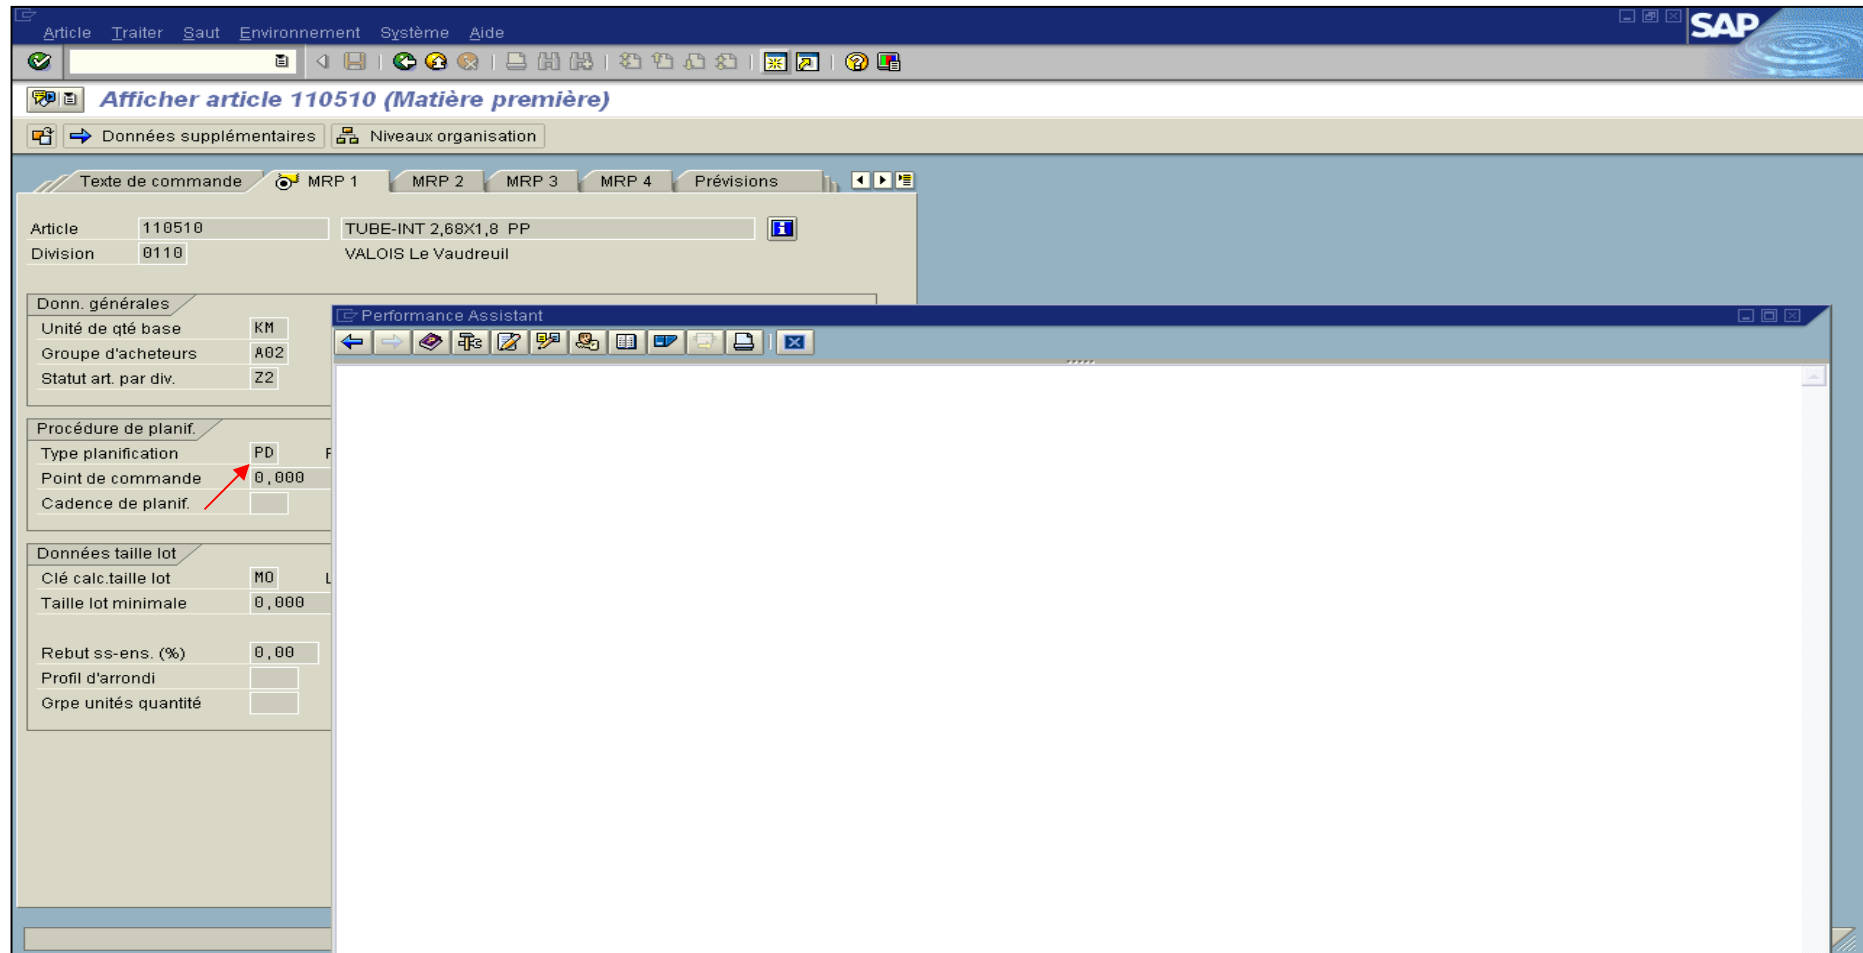 Article Traiter Saut Environnement Système Aide
SAP
Afficher article 110510 (Matière première)
Données supplémentaires Niveaux organisation
Texte de commande MRP 1 MRP 2 MRP 3 MRP 4 Prévisions
Article 110510 TUBE-INT 2,68X1,8 PP
Division 0110 VALOIS Le Vaudreuil
Donn. générales
Unité de qté base KM
Groupe d'acheteurs A02
Statut art. par div. Z2
Performance Assistant
Procédure de planif.
Type planification PD
Point de commande 0,000
Cadence de planif.
Données taille lot
Clé calc.taille lot MO L
Taille lot minimale 0,000
Rebut ss-ens. (%) 0,00
Profil d'arrondi
Grpe unités quantité